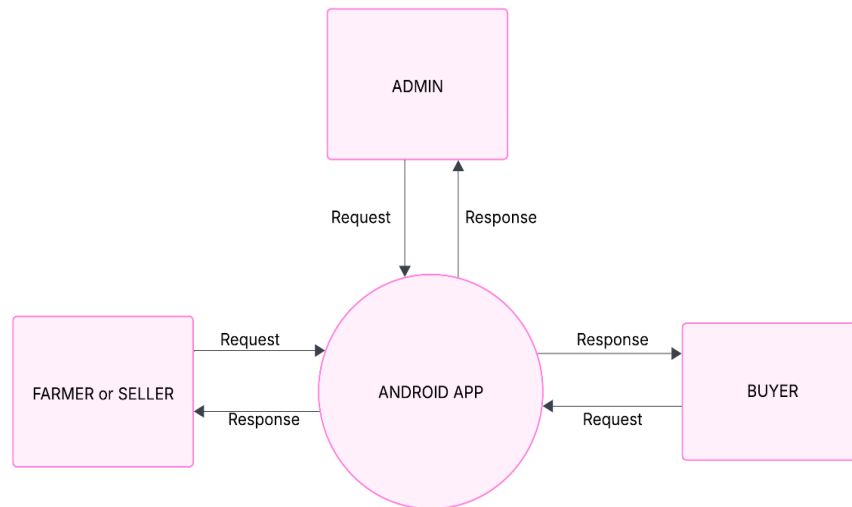 ADMIN
Request
Response
Request
Response
FARMER or SELLER
ANDROID APP
BUYER
Response
Request